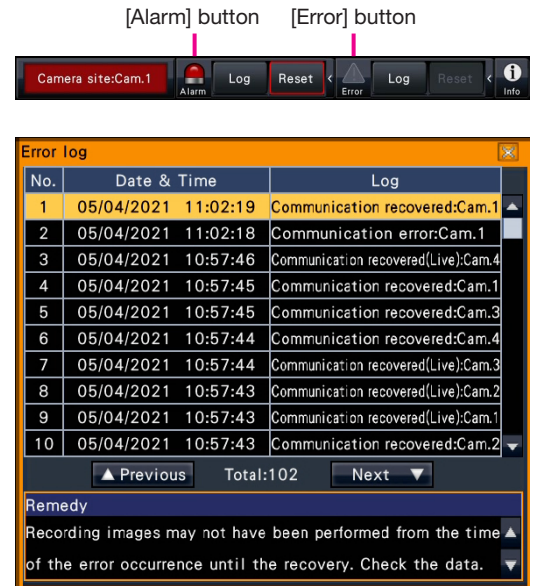 [Alarm] button [Error] button
Camera site:Cam.1 Alarm Log Reset Error Log Reset i Info
Error log
No. Date & Time Log
1 05/04/2021 11:02:19 Communication recovered:Cam.1
2 05/04/2021 11:02:18 Communication error:Cam.1
3 05/04/2021 10:57:46 Communication recovered(Live):Cam.4
4 05/04/2021 10:57:45 Communication recovered:Cam.1
5 05/04/2021 10:57:45 Communication recovered:Cam.3
6 05/04/2021 10:57:44 Communication recovered:Cam.4
7 05/04/2021 10:57:44 Communication recovered(Live):Cam.3
8 05/04/2021 10:57:43 Communication recovered(Live):Cam.2
9 05/04/2021 10:57:43 Communication recovered(Live):Cam.1
10 05/04/2021 10:57:43 Communication recovered:Cam.2
▲ Previous Total:102 Next ▼
Remedy
Recording images may not have been performed from the time
of the error occurrence until the recovery. Check the data.